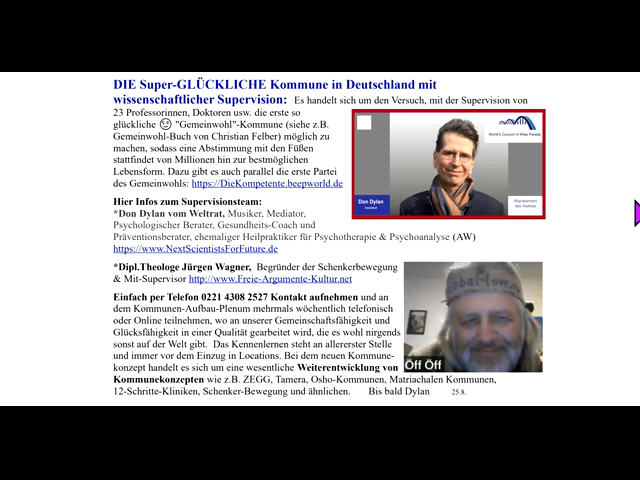 DIE Super-GLÜCKLICHE Kommune in Deutschland mit
wissenschaftlicher Supervision: Es handelt sich um den Versuch, mit der Supervision von
23 Professorinnen, Doktoren usw. die erste so
glückliche 😉 "Gemeinwohl"-Kommune (siehe z.B.
Gemeinwohl-Buch von Christian Felber) möglich zu
machen, sodass eine Abstimmung mit den Füßen
stattfindet von Millionen hin zur bestmöglichen
Lebensform. Dazu gibt es auch parallel die erste Partei
des Gemeinwohls: https://DieKompetente.beepworld.de
World's Council of Wise People
Don Dylan
Assistent
Representant
des Weltrats
Hier Infos zum Supervisionsteam:
*Don Dylan vom Weltrat, Musiker, Mediator,
Psychologischer Berater, Gesundheits-Coach und
Präventionsberater, ehemaliger Heilpraktiker für Psychotherapie & Psychoanalyse (AW)
https://www.NextScientistsForFuture.de
*Dipl.Theologe Jürgen Wagner, Begründer der Schenkerbewegung
& Mit-Supervisor http://www.Freie-Argumente-Kultur.net
global-love
Öff Öff
Einfach per Telefon 0221 4308 2527 Kontakt aufnehmen und an
dem Kommunen-Aufbau-Plenum mehrmals wöchentlich telefonisch
oder Online teilnehmen, wo an unserer Gemeinschaftsfähigkeit und
Glücksfähigkeit in einer Qualität gearbeitet wird, die es wohl nirgends
sonst auf der Welt gibt. Das Kennenlernen steht an allererster Stelle
und immer vor dem Einzug in Locations. Bei dem neuen Kommune-
konzept handelt es sich um eine wesentliche Weiterentwicklung von
Kommunekonzepten wie z.B. ZEGG, Tamera, Osho-Kommunen, Matriachalen Kommunen,
12-Schritte-Kliniken, Schenker-Bewegung und ähnlichen. Bis bald Dylan 25.8.